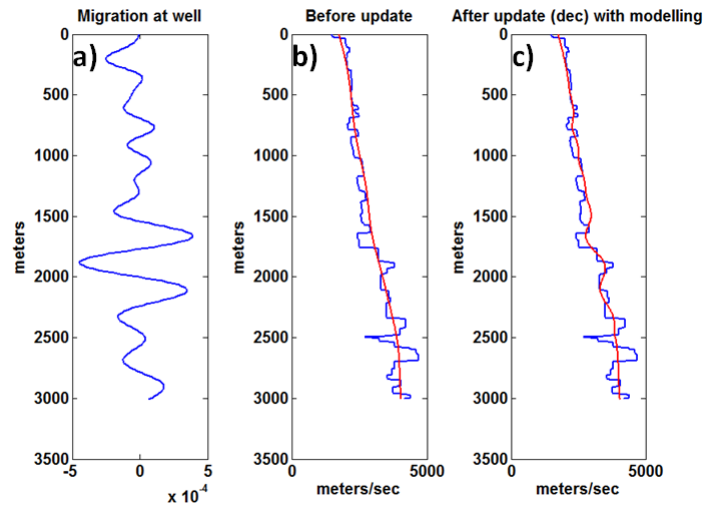 Migration at well
a)
0
500
1000
1500
2000
2500
3000
3500
meters
-5
0
5
x 10-4
Before update
b)
0
500
1000
1500
2000
2500
3000
3500
meters
0
5000
meters/sec
After update (dec) with modelling
c)
0
500
1000
1500
2000
2500
3000
3500
meters
0
5000
meters/sec